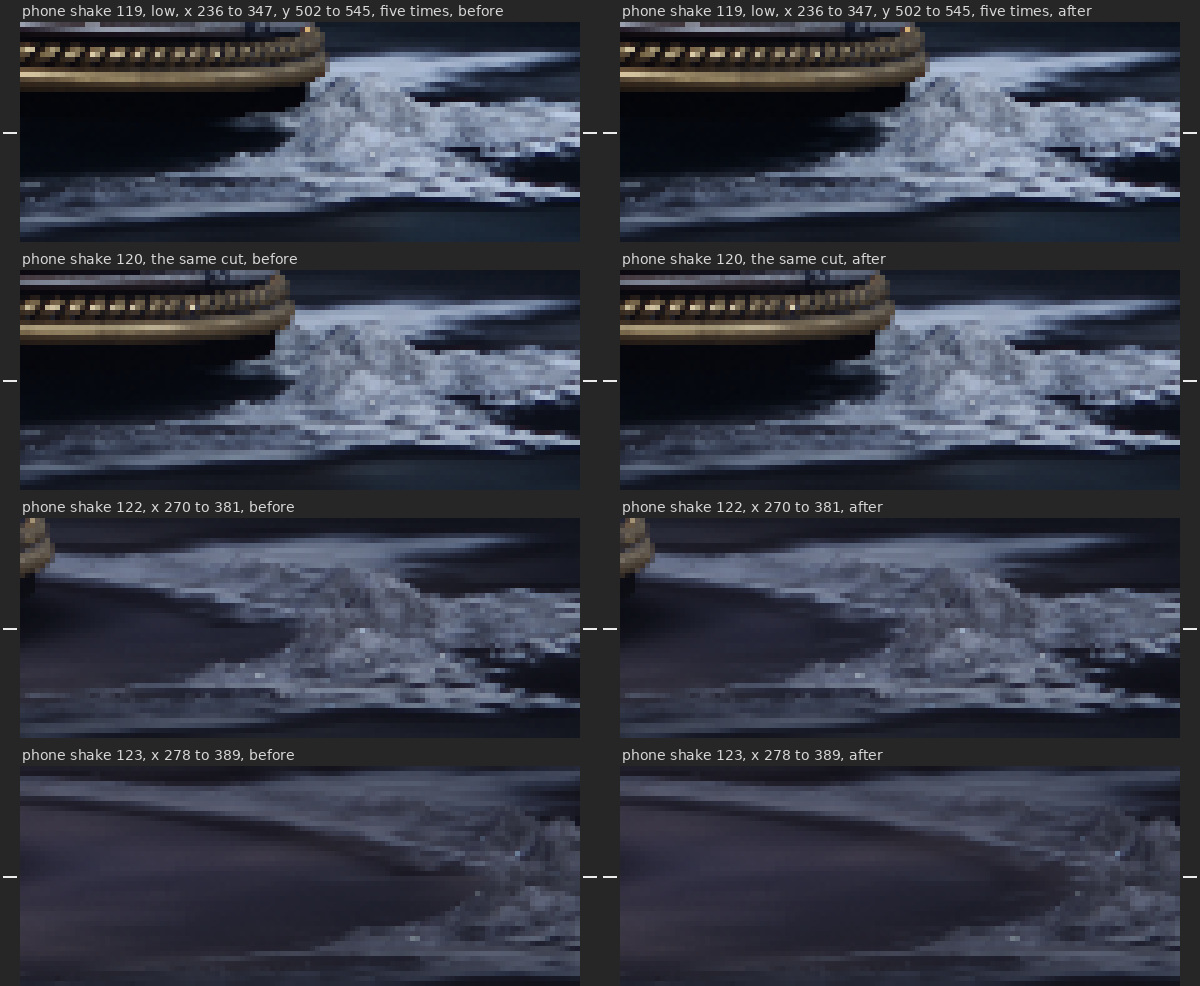 phone shake 119, low, x 236 to 347, y 502 to 545, five times, before
phone shake 119, low, x 236 to 347, y 502 to 545, five times, after
phone shake 120, the same cut, before
phone shake 120, the same cut, after
phone shake 122, x 270 to 381, before
phone shake 122, x 270 to 381, after
phone shake 123, x 278 to 389, before
phone shake 123, x 278 to 389, after